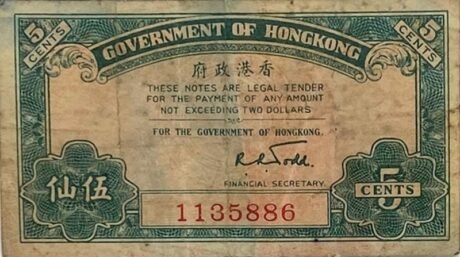 5 CENTS
5 CENTS
GOVERNMENT OF HONGKONG
府政港香
THESE NOTES ARE LEGAL TENDER
FOR THE PAYMENT OF ANY AMOUNT
NOT EXCEEDING TWO DOLLARS
FOR THE GOVERNMENT OF HONGKONG.
R.R. Todd.
FINANCIAL SECRETARY.
仙伍
5 CENTS
1135886